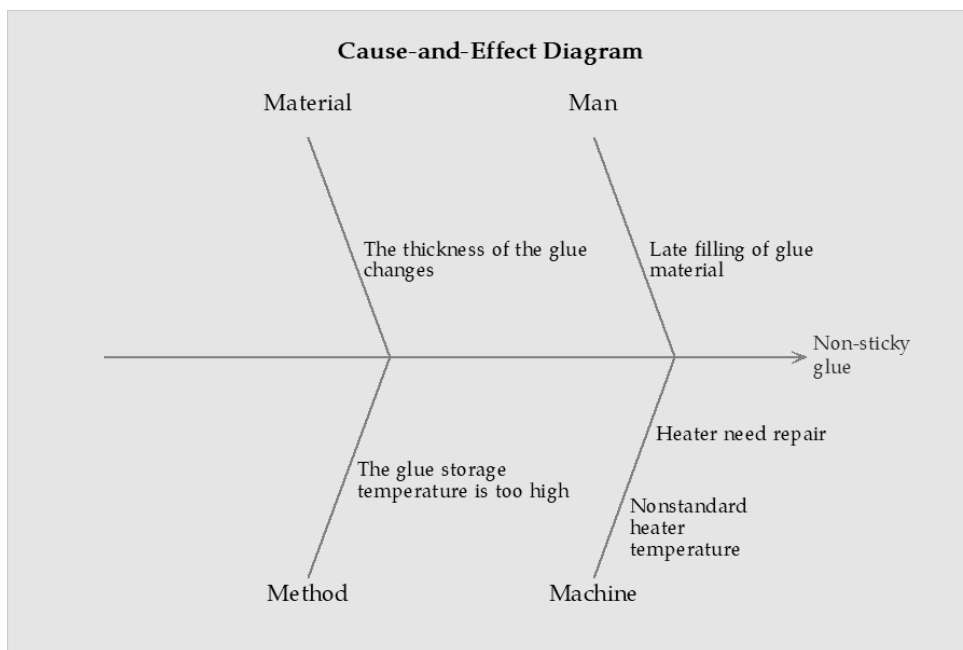 Cause-and-Effect Diagram
Material
Man
The thickness of the glue
changes
Late filling of glue
material
Non-sticky
glue
Heater need repair
The glue storage
temperature is too high
Nonstandard
heater
temperature
Method
Machine